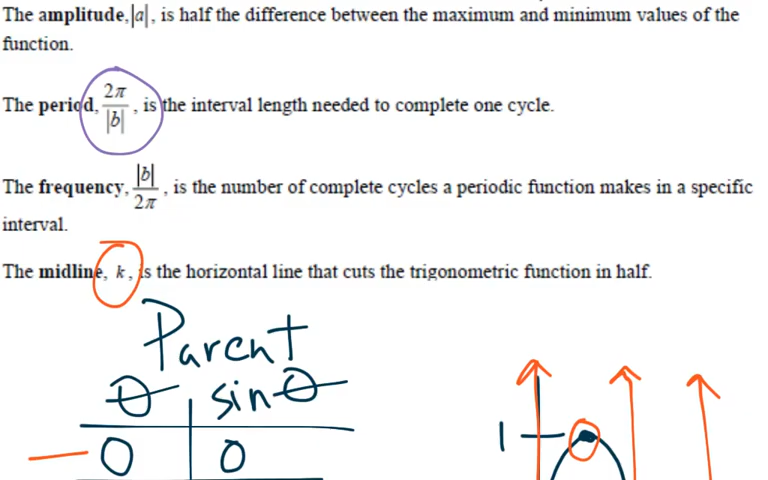 The amplitude, |a|, is half the difference between the maximum and minimum values of the
function.
The period, 2π/|b|, is the interval length needed to complete one cycle.
The frequency, |b|/2π, is the number of complete cycles a periodic function makes in a specific
interval.
The midline, k, is the horizontal line that cuts the trigonometric function in half.
Parent
θ sinθ
0 0
1